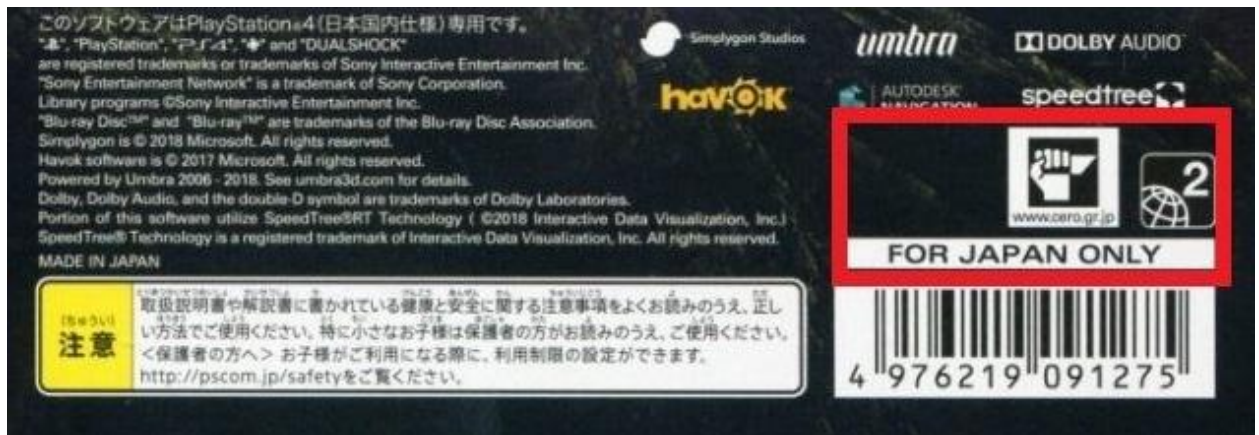 このソフトウェアはPlayStation®4(日本国内仕様)専用です。
"PlayStation", "PS4", and "DUALSHOCK"
are registered trademarks or trademarks of Sony Interactive Entertainment Inc.
"Sony Entertainment Network" is a trademark of Sony Corporation.
Library programs ©Sony Interactive Entertainment Inc.
"Blu-ray Disc™" and "Blu-ray™" are trademarks of the Blu-ray Disc Association.
Simplygon is © 2018 Microsoft. All rights reserved.
Havok software is © 2017 Microsoft. All rights reserved.
Powered by Umbra 2006 - 2018. See umbra3d.com for details.
Dolby, Dolby Audio, and the double-D symbol are trademarks of Dolby Laboratories.
Portion of this software utilize SpeedTree®RT Technology ( ©2018 Interactive Data Visualization, Inc.)
SpeedTree® Technology is a registered trademark of Interactive Data Visualization, Inc. All rights reserved.
MADE IN JAPAN
Simplygon Studios
umbra
DOLBY AUDIO
havok
AUTODESK
NAVIGATION
speedtree
www.cero.gr.jp
2
FOR JAPAN ONLY
ちゅうい
注意
取扱説明書や解説書に書かれている健康と安全に関する注意事項をよくお読みのうえ、正し
い方法でご使用ください。特に小さなお子様は保護者の方がお読みのうえ、ご使用ください。
<保護者の方へ> お子様がご利用になる際に、利用制限の設定ができます。
http://pscom.jp/safetyをご覧ください。
4 976219 091275